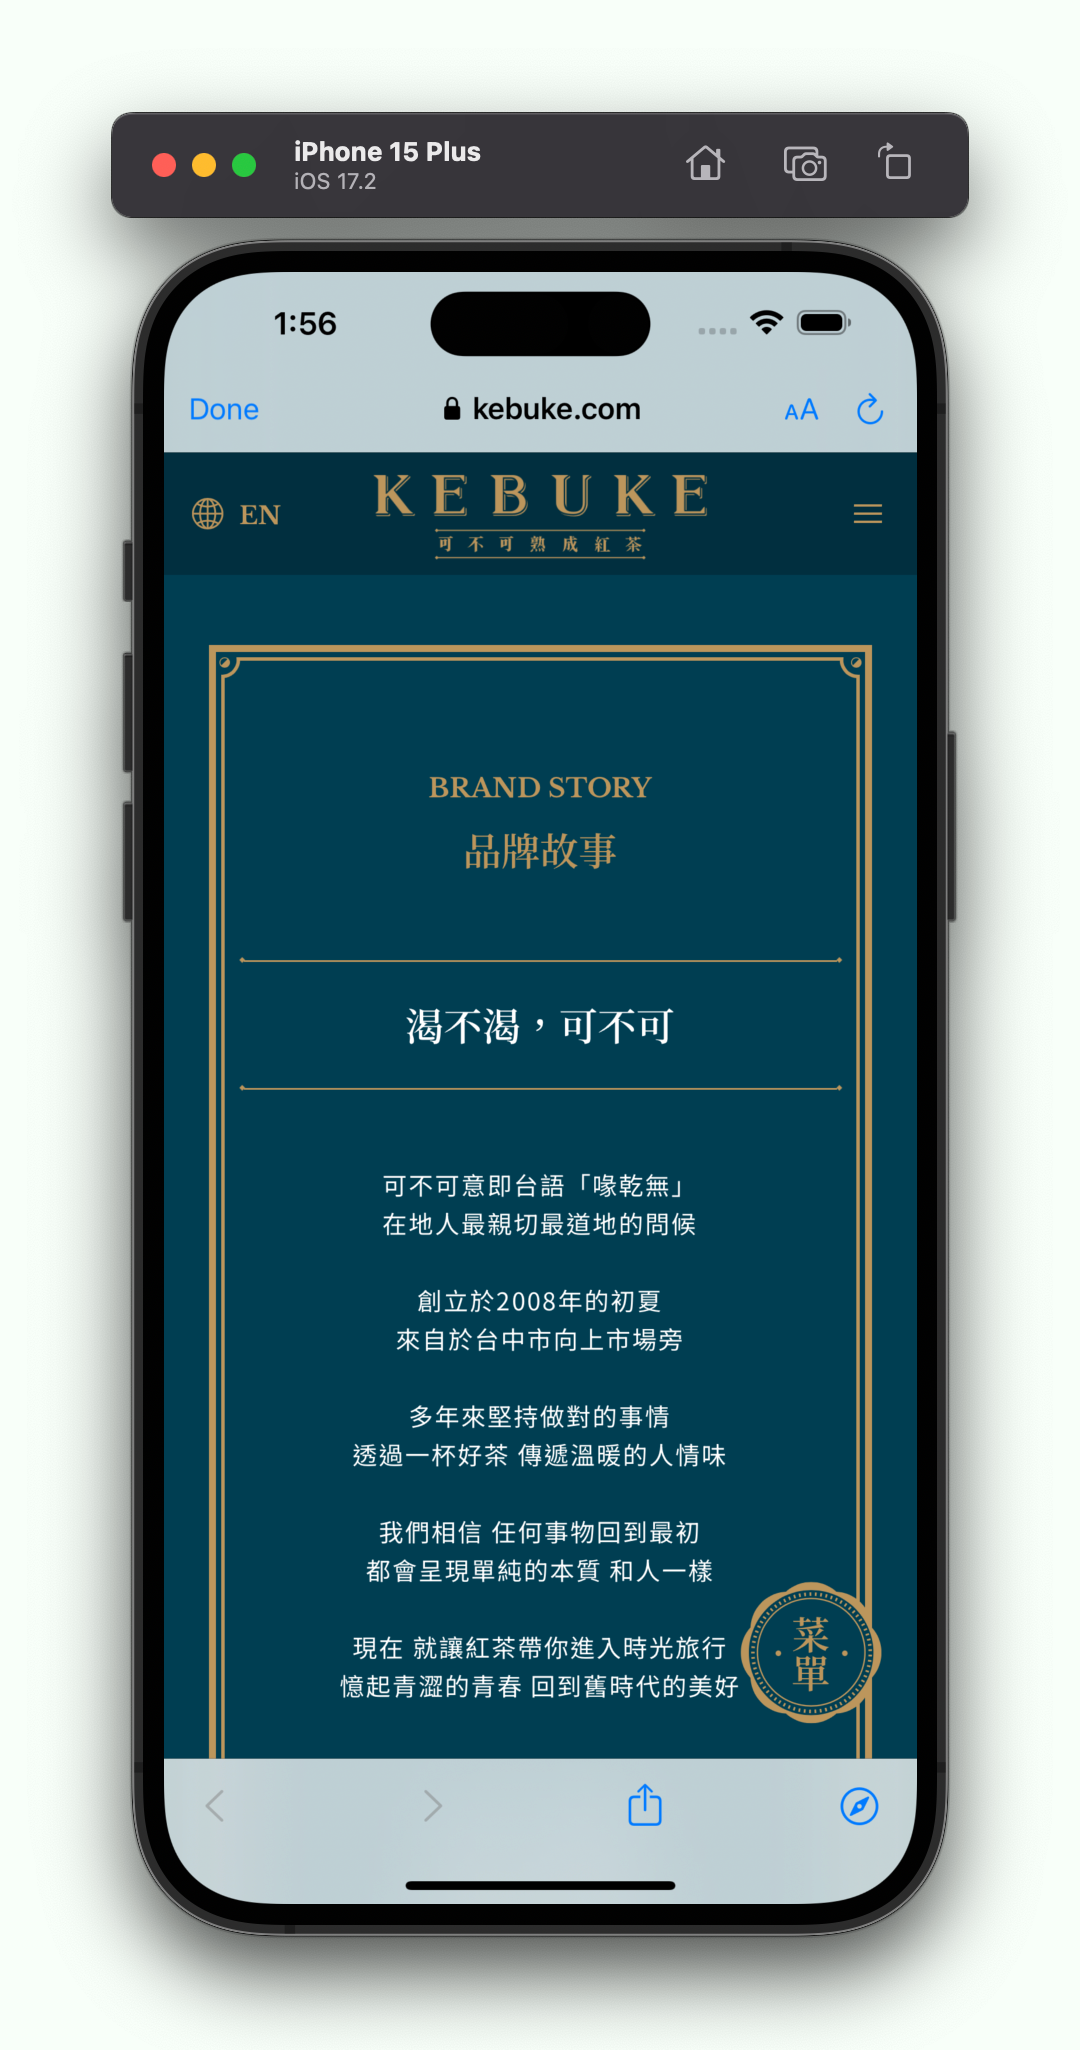 iPhone 15 Plus
iOS 17.2
1:56
Done
kebuke.com
AA
EN
KEBUKE
可不可熟成紅茶
BRAND STORY
品牌故事
渴不渴，可不可
可不可意即台語「喙乾無」
在地人最親切最道地的問候
創立於2008年的初夏
來自於台中市向上市場旁
多年來堅持做對的事情
透過一杯好茶 傳遞溫暖的人情味
我們相信 任何事物回到最初
都會呈現單純的本質 和人一樣
現在 就讓紅茶帶你進入時光旅行
憶起青澀的青春 回到舊時代的美好
菜單